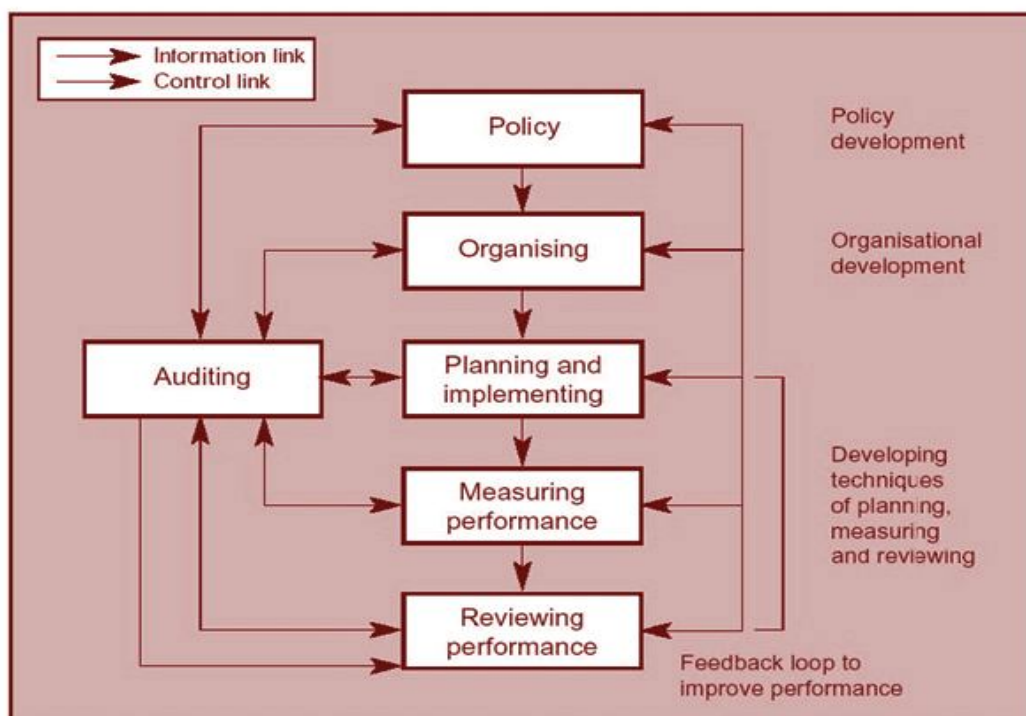 Information link
Control link
Policy
Policy
development
Organising
Organisational
development
Auditing
Planning and
implementing
Developing
techniques
of planning,
measuring
and reviewing
Measuring
performance
Reviewing
performance
Feedback loop to
improve performance